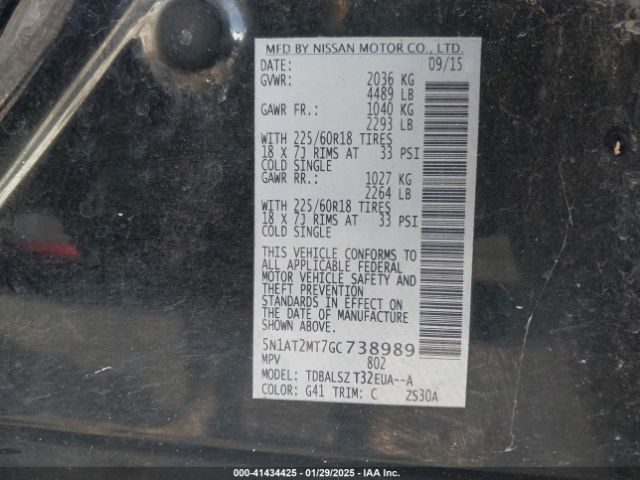 MFD BY NISSAN MOTOR CO., LTD.
DATE: 09/15
GVWR: 2036 KG
4489 LB
GAWR FR.: 1040 KG
2293 LB
WITH 225/60R18 TIRES
18 X 7J RIMS AT 33 PSI
COLD SINGLE
GAWR RR.: 1027 KG
2264 LB
WITH 225/60R18 TIRES
18 X 7J RIMS AT 33 PSI
COLD SINGLE
THIS VEHICLE CONFORMS TO
ALL APPLICABLE FEDERAL
MOTOR VEHICLE SAFETY AND
THEFT PREVENTION
STANDARDS IN EFFECT ON
THE DATE OF MANUFACTURE
SHOWN ABOVE.
5N1AT2MT7GC738989
MPV 802
MODEL: TDBALSZ T32EUA--A
COLOR: G41 TRIM: C ZS30A
000-41434425 - 01/29/2025 - IAA Inc.